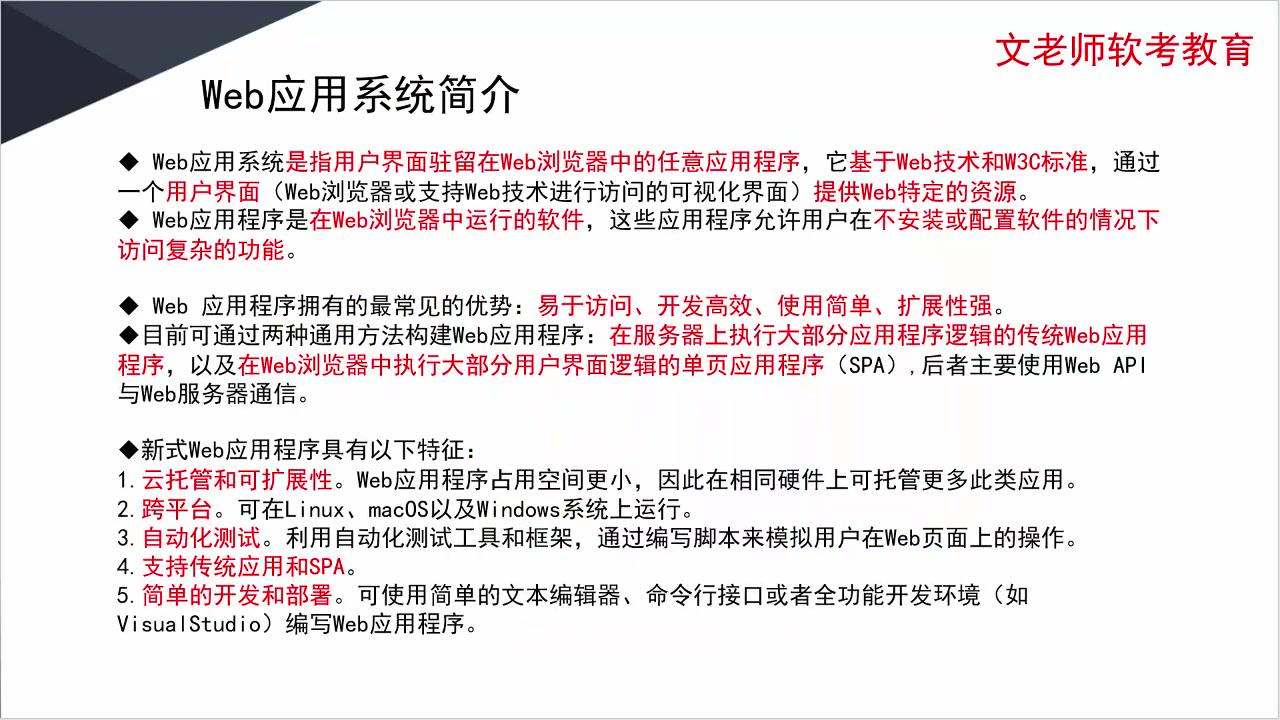 文老师软考教育
Web应用系统简介
◆ Web应用系统是指用户界面驻留在Web浏览器中的任意应用程序，它基于Web技术和W3C标准，通过
一个用户界面（Web浏览器或支持Web技术进行访问的可视化界面）提供Web特定的资源。
◆ Web应用程序是在Web浏览器中运行的软件，这些应用程序允许用户在不安装或配置软件的情况下
访问复杂的功能。
◆ Web 应用程序拥有的最常见的优势：易于访问、开发高效、使用简单、扩展性强。
◆目前可通过两种通用方法构建Web应用程序：在服务器上执行大部分应用程序逻辑的传统Web应用
程序，以及在Web浏览器中执行大部分用户界面逻辑的单页应用程序（SPA）,后者主要使用Web API
与Web服务器通信。
◆新式Web应用程序具有以下特征：
1.云托管和可扩展性。Web应用程序占用空间更小，因此在相同硬件上可托管更多此类应用。
2.跨平台。可在Linux、macOS以及Windows系统上运行。
3.自动化测试。利用自动化测试工具和框架，通过编写脚本来模拟用户在Web页面上的操作。
4.支持传统应用和SPA。
5.简单的开发和部署。可使用简单的文本编辑器、命令行接口或者全功能开发环境（如
VisualStudio）编写Web应用程序。